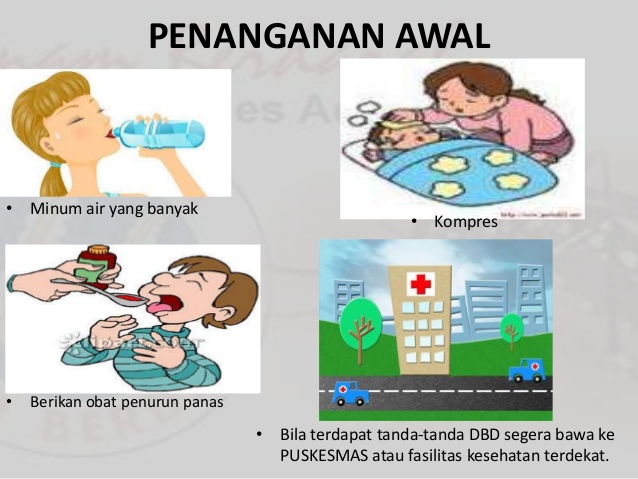 PENANGANAN AWAL
• Minum air yang banyak
• Kompres
• Berikan obat penurun panas
• Bila terdapat tanda-tanda DBD segera bawa ke
PUSKESMAS atau fasilitas kesehatan terdekat.